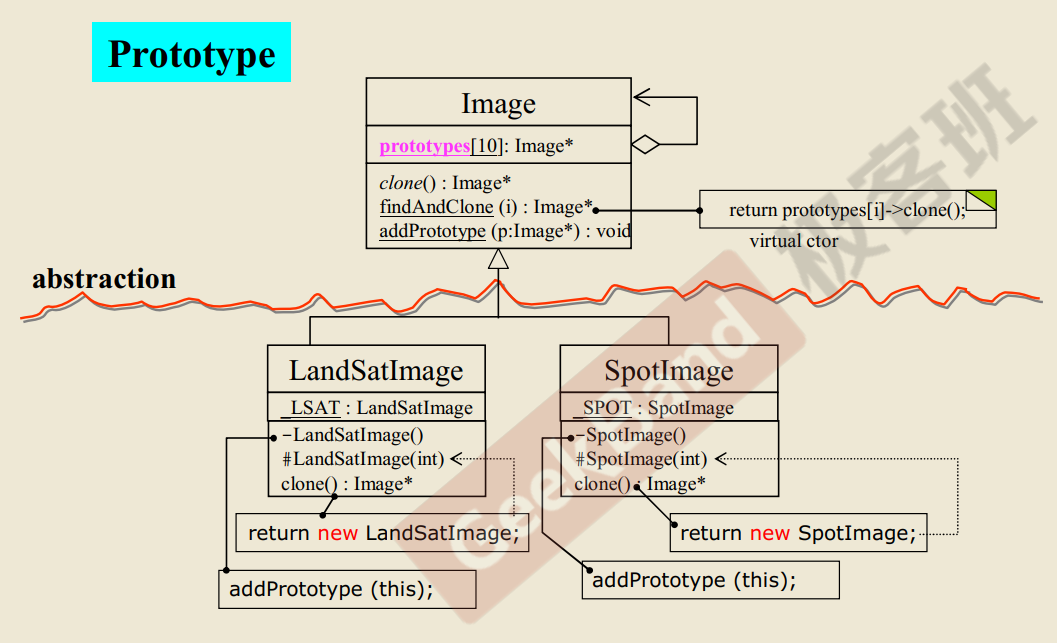 Prototype
Image
prototypes[10]: Image*
clone() : Image*
findAndClone (i) : Image*
addPrototype (p:Image*) : void
return prototypes[i]->clone();
virtual ctor
abstraction
LandSatImage
_LSAT : LandSatImage
-LandSatImage()
#LandSatImage(int)
clone() : Image*
SpotImage
_SPOT : SpotImage
-SpotImage()
#SpotImage(int)
clone() : Image*
return new LandSatImage;
return new SpotImage;
addPrototype (this);
addPrototype (this);
GeekBand
极客班